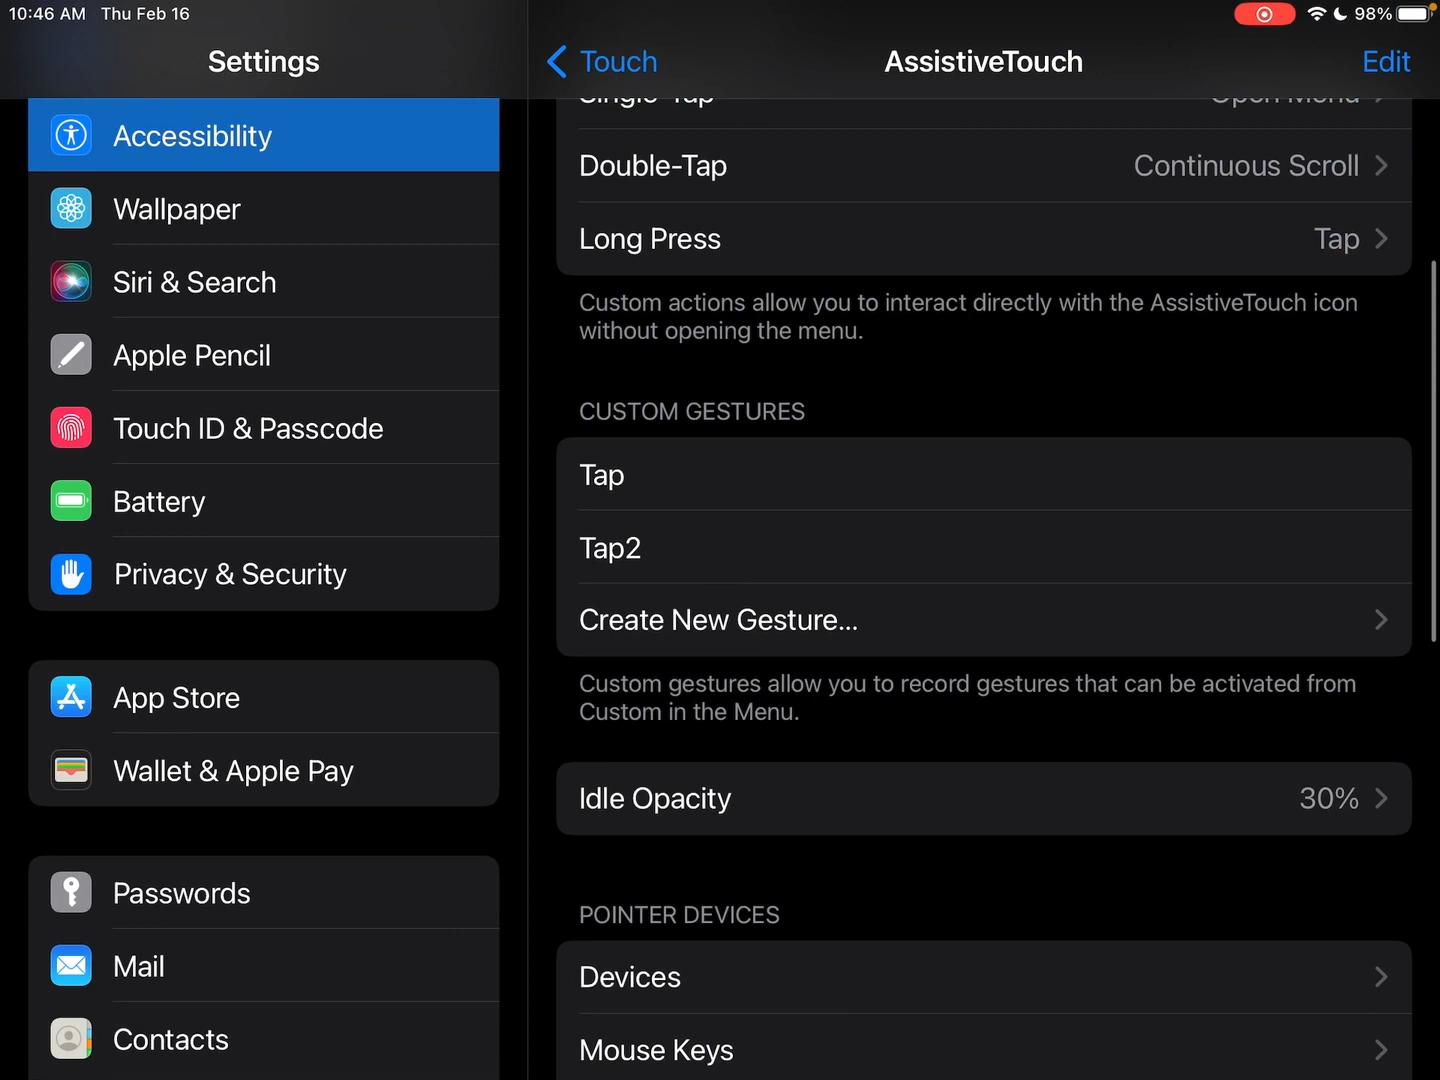 10:46 AM Thu Feb 16
98%
Settings
Accessibility
Wallpaper
Siri & Search
Apple Pencil
Touch ID & Passcode
Battery
Privacy & Security
App Store
Wallet & Apple Pay
Passwords
Mail
Contacts
Touch
AssistiveTouch
Edit
Single-Tap Open Menu
Double-Tap Continuous Scroll
Long Press Tap
Custom actions allow you to interact directly with the AssistiveTouch icon
without opening the menu.
CUSTOM GESTURES
Tap
Tap2
Create New Gesture...
Custom gestures allow you to record gestures that can be activated from
Custom in the Menu.
Idle Opacity 30%
POINTER DEVICES
Devices
Mouse Keys